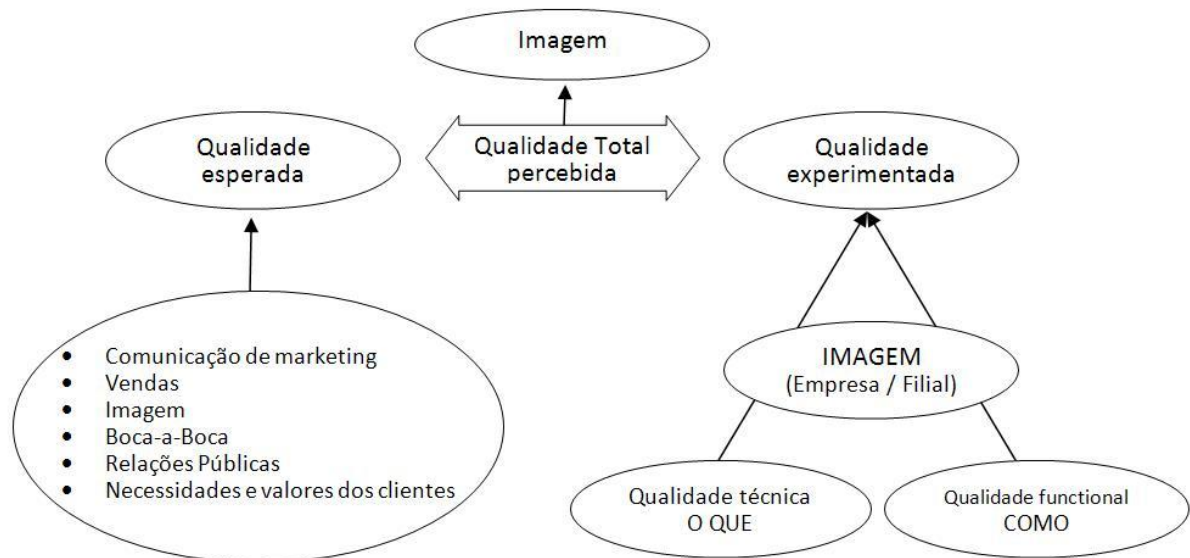 Imagem
Qualidade
esperada
Qualidade Total
percebida
Qualidade
experimentada
• Comunicação de marketing
• Vendas
• Imagem
• Boca-a-Boca
• Relações Públicas
• Necessidades e valores dos clientes
IMAGEM
(Empresa / Filial)
Qualidade técnica
O QUE
Qualidade functional
COMO